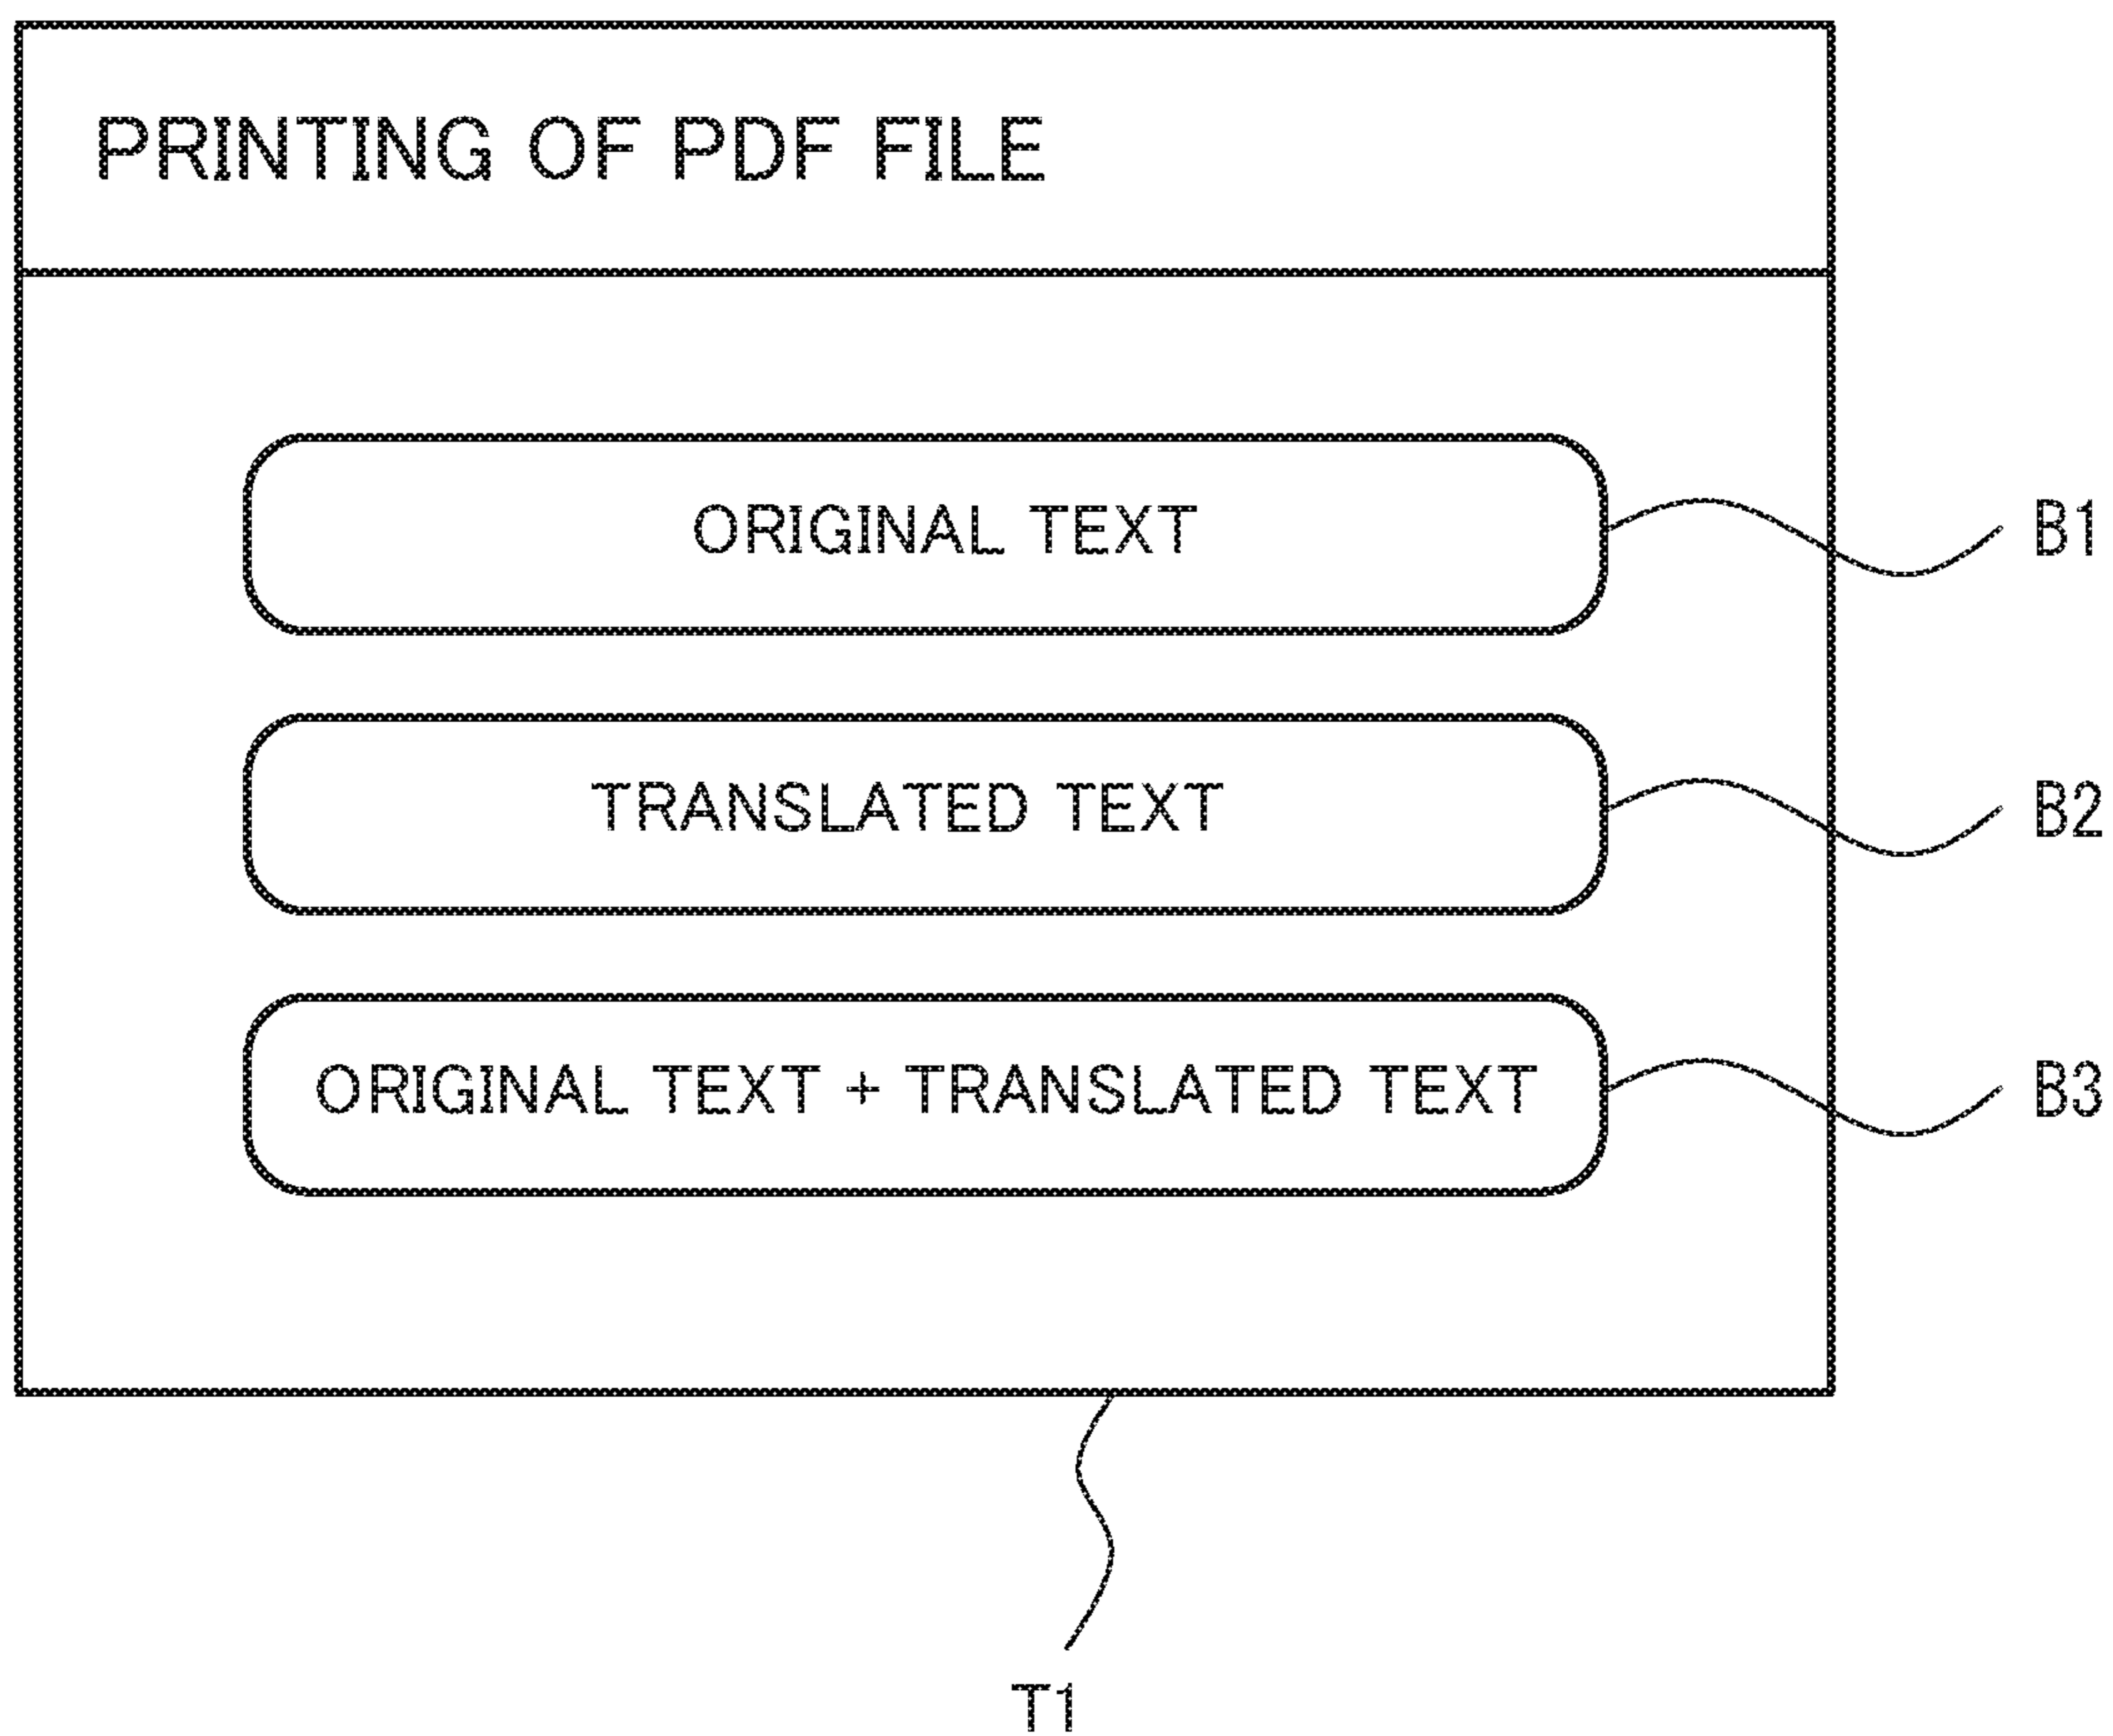 PRINTING OF PDF FILE
ORIGINAL TEXT
B1
TRANSLATED TEXT
B2
ORIGINAL TEXT + TRANSLATED TEXT
B3
T1